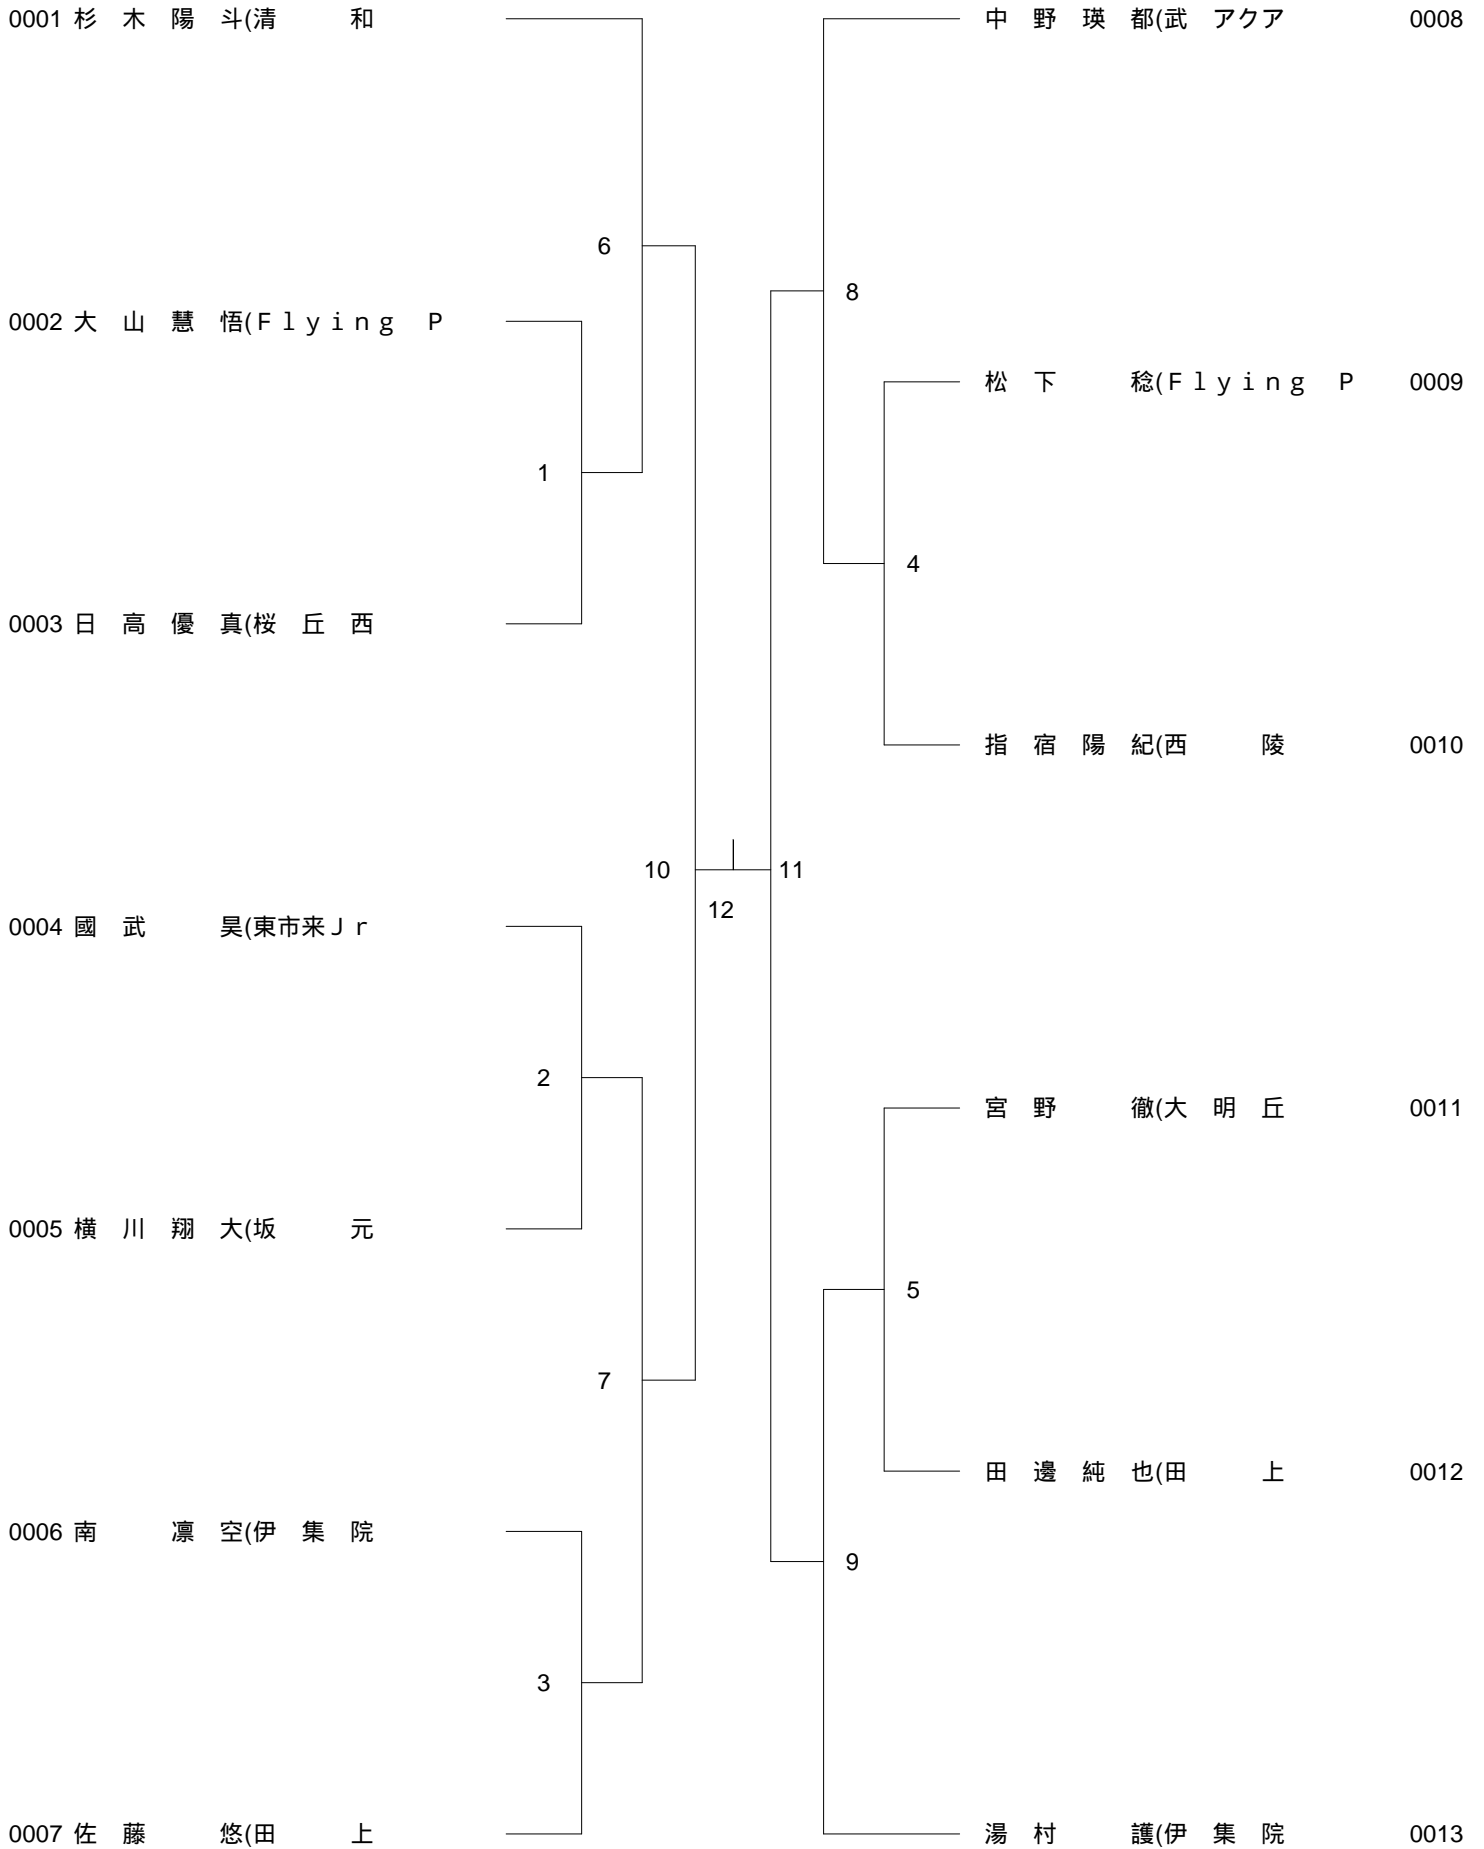 0001 杉　木　陽　斗(清　　　和
中　野　瑛　都(武　アクア 0008
6
8
0002 大　山　慧　悟(Ｆｌｙｉｎｇ　Ｐ
松　下　　　稔(Ｆｌｙｉｎｇ　Ｐ 0009
1
4
0003 日　高　優　真(桜　丘　西
指　宿　陽　紀(西　　　陵 0010
10
11
12
0004 國　武　　　昊(東市来Ｊｒ
2
宮　野　　　徹(大　明　丘 0011
0005 横　川　翔　大(坂　　　元
5
7
田　邊　純　也(田　　　上 0012
0006 南　　　凛　空(伊　集　院
9
3
0007 佐　藤　　　悠(田　　　上
湯　村　　　護(伊　集　院 0013